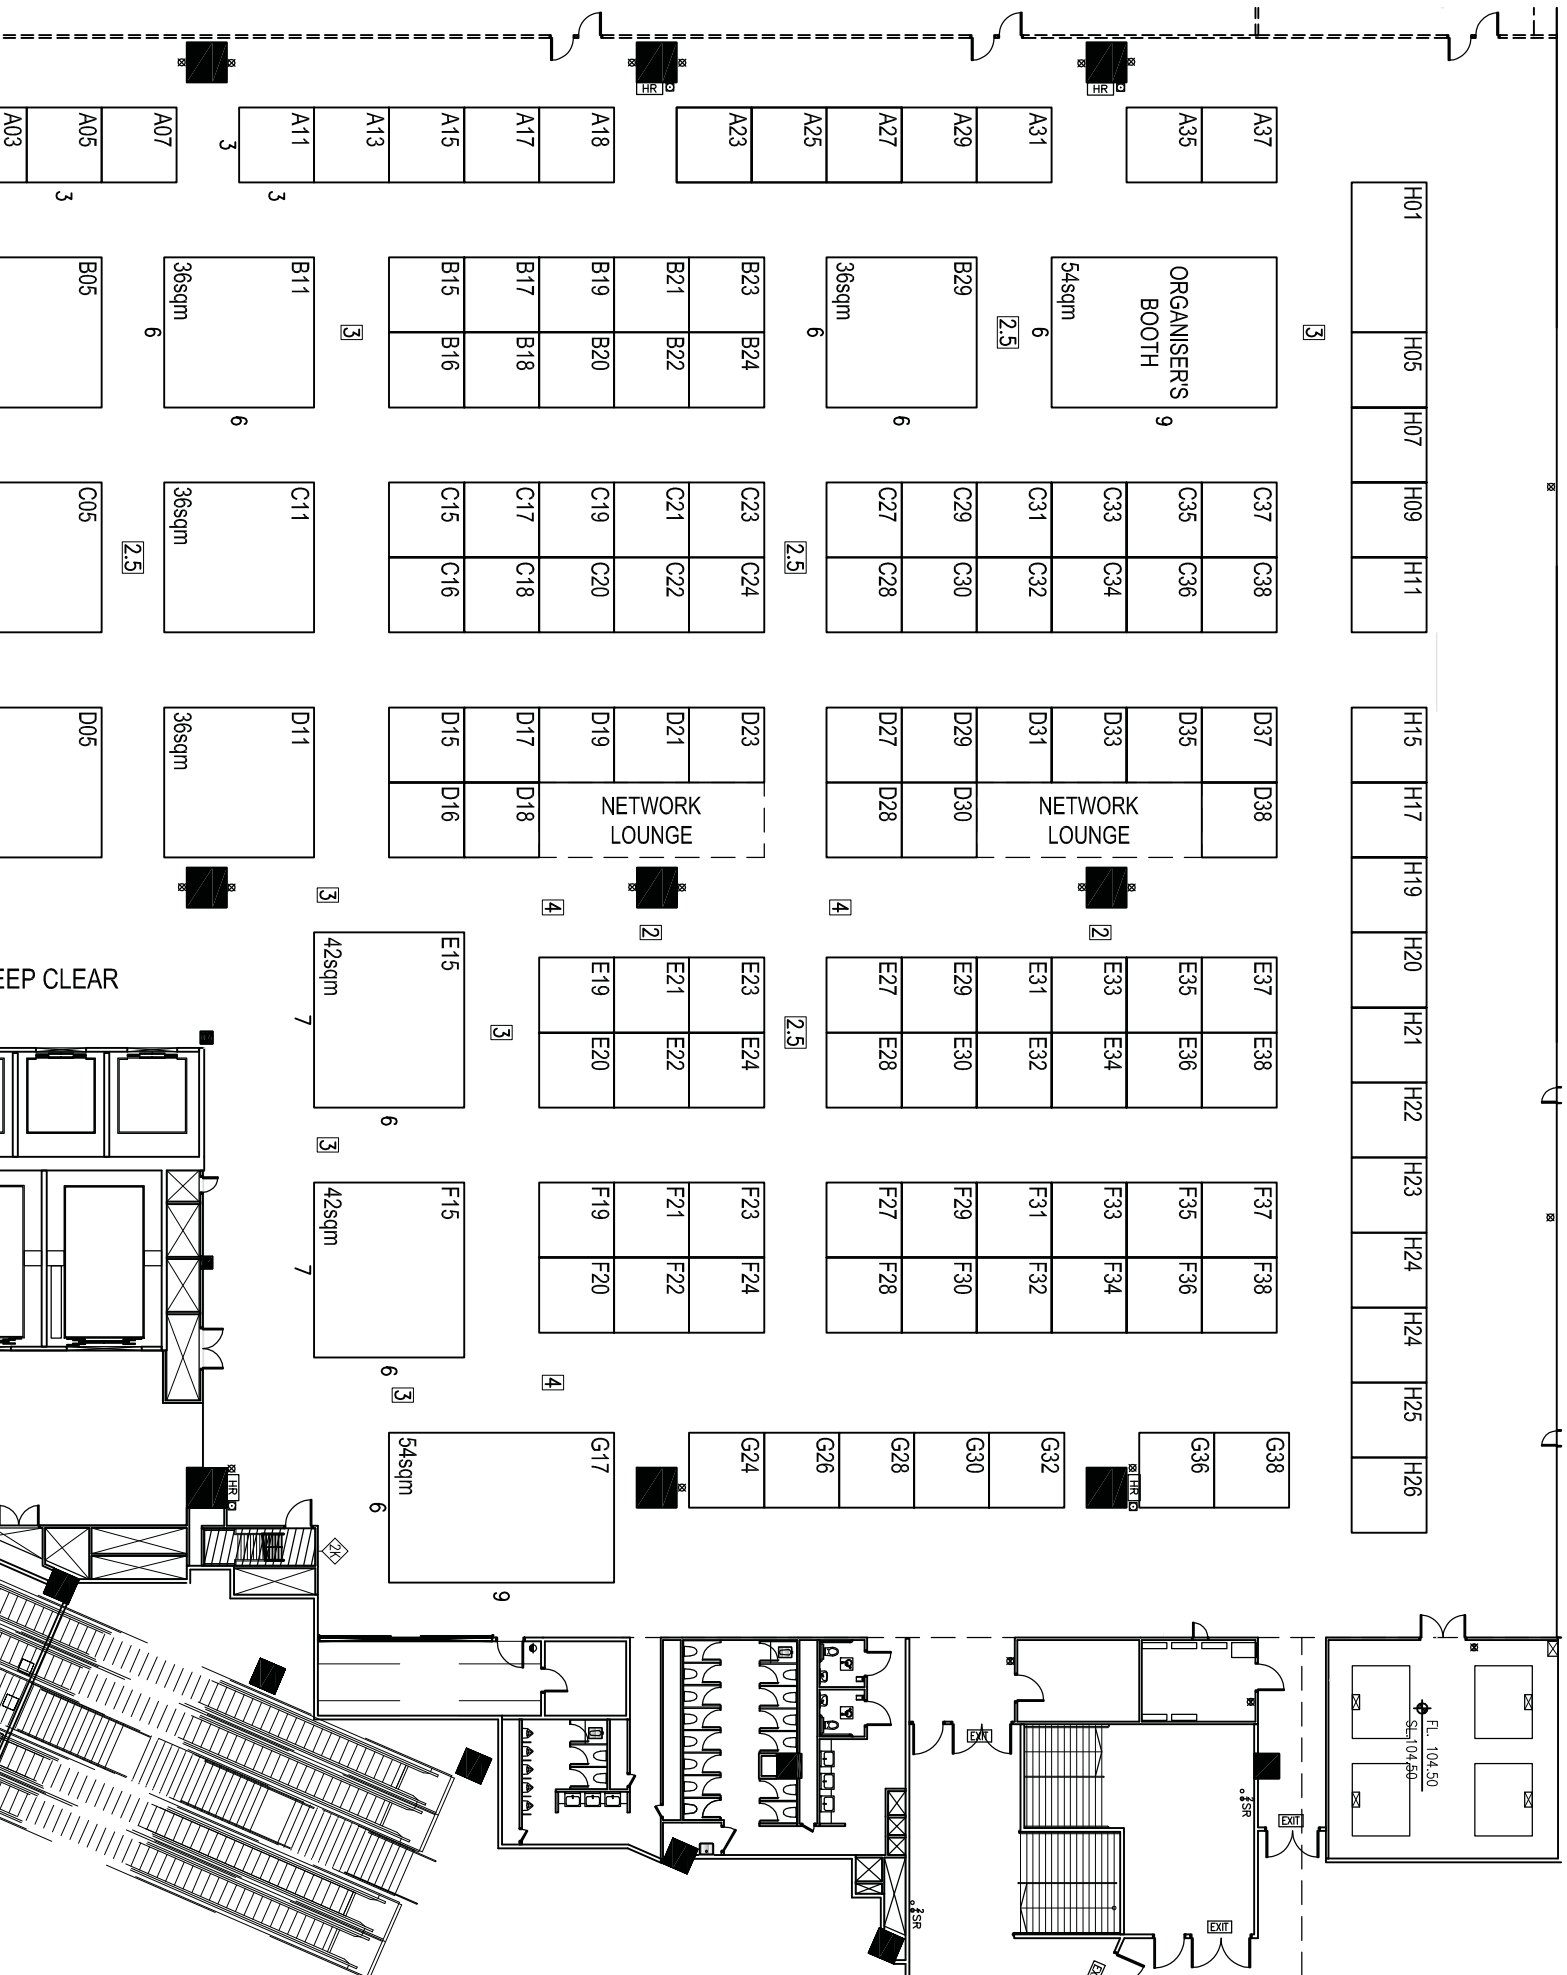 HR
HR
A03
A05
A07
A11
A13
A15
A17
A18
A23
A25
A27
A29
A31
A35
A37
3
3
3
H01
B05
36sqm
B11
B15
B17
B19
B21
B23
36sqm
B29
54sqm
ORGANISER'S
BOOTH
6
3
B16
B18
B20
B22
B24
6
2.5
6
3
H05
6
6
9
H07
C05
36sqm
C11
C15
C17
C19
C21
C23
C27
C29
C31
C33
C35
C37
H09
2.5
C16
C18
C20
C22
C24
2.5
C28
C30
C32
C34
C36
C38
H11
D05
36sqm
D11
D15
D17
D19
D21
D23
D27
D29
D31
D33
D35
D37
H15
D16
D18
NETWORK
LOUNGE
D28
D30
NETWORK
LOUNGE
D38
H17
3
4
4
H19
2
2
EEP CLEAR
42sqm
E15
E19
E21
E23
E27
E29
E31
E33
E35
E37
H20
7
3
E20
E22
E24
2.5
E28
E30
E32
E34
E36
E38
H21
6
H22
3
42sqm
F15
F19
F21
F23
F27
F29
F31
F33
F35
F37
H23
7
F20
F22
F24
F28
F30
F32
F34
F36
F38
H24
H24
6
3
4
H25
54sqm
G17
G24
G26
G28
G30
G32
G36
G38
H26
HR
HR
6
2K
9
FL. 104.50
SL.104.50
EXIT
2SR
EXIT
2SR
EXIT